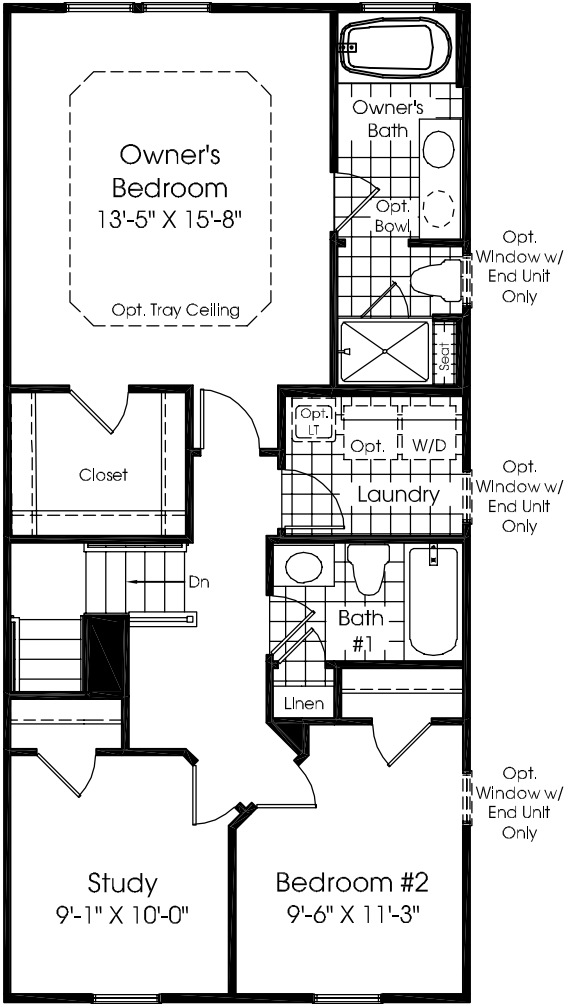 Owner's
Bedroom
13'-5" X 15'-8"
Opt. Tray Ceiling
Owner's
Bath
Opt.
Bowl
Opt.
Window w/
End Unit
Only
Seat
Closet
Opt.
LT
Opt.
W/D
Laundry
Opt.
Window w/
End Unit
Only
Dn
Bath
#1
Linen
Opt.
Window w/
End Unit
Only
Study
9'-1" X 10'-0"
Bedroom #2
9'-6" X 11'-3"